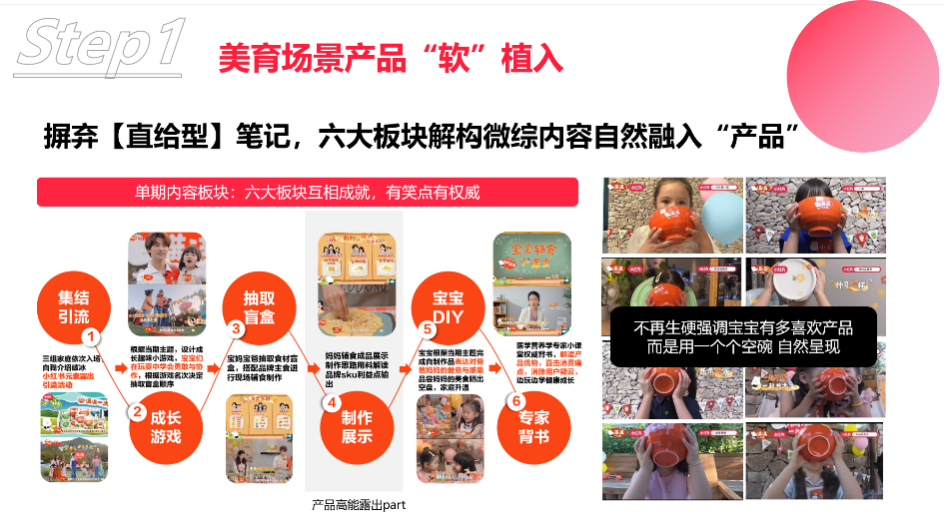 Step1
美育场景产品“软”植入
摒弃【直给型】笔记，六大板块解构微综内容自然融入“产品”
单期内容板块：六大板块互相成就，有笑点有权威
集结
引流
1
三组家庭依次入场
自我介绍破冰
小红书元素露出
引流活动
根据当期主题，设计成
长趣味小游戏，宝宝们
在玩耍中学会勇敢与协
作，根据游戏名次决定
抽取盲盒顺序
2
成长
游戏
抽取
盲盒
3
宝妈宝爸抽取食材盲
盒，搭配品牌主食进
行现场辅食制作
妈妈辅食成品展示
制作思路用料解读
品牌sku利益点输
出
4
制作
展示
产品高能露出part
宝宝
DIY
5
宝宝根据当期主题完
成自制作品表达对爸
爸妈妈的爱意与感恩
品尝妈妈的美食晒出
空盘，家庭升温
宝宝辅食
小课堂
医学营养学专家小课
堂权威背书，解读产
品优势，直击消费痛
点，消除用户疑云，
边玩边学健康成长
6
专家
背书
不再生硬强调宝宝有多喜欢产品
而是用一个个空碗 自然呈现